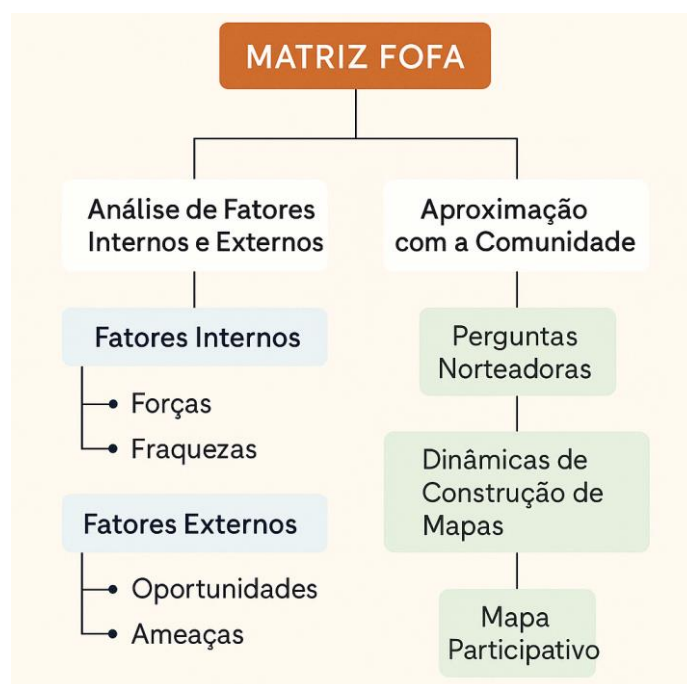 MATRIZ FOFA
Análise de Fatores
Internos e Externos
Fatores Internos
Forças
Fraquezas
Fatores Externos
Oportunidades
Ameaças
Aproximação
com a Comunidade
Perguntas
Norteadoras
Dinâmicas de
Construção de
Mapas
Mapa
Participativo